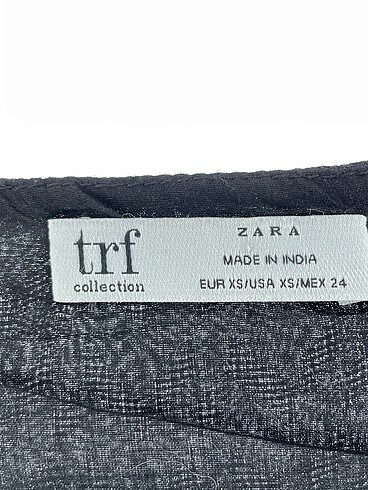 trf
collection
ZARA
MADE IN INDIA
EUR XS/USA XS/MEX 24